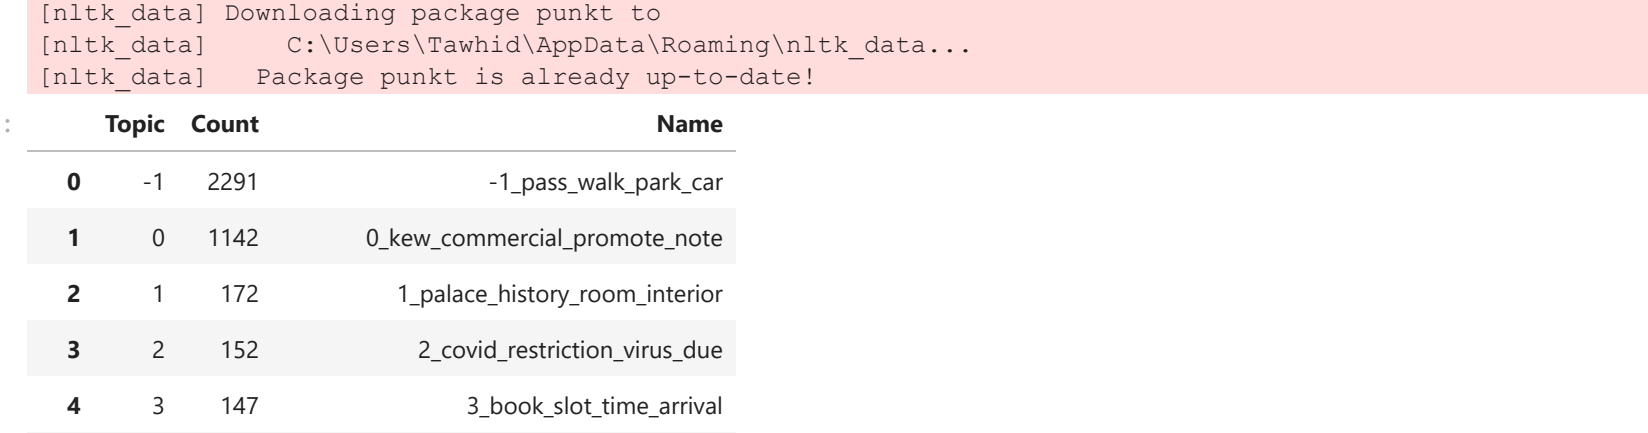 [nltk_data] Downloading package punkt to
[nltk_data]     C:\Users\Tawhid\AppData\Roaming\nltk_data...
[nltk_data]   Package punkt is already up-to-date!
: Topic Count Name
0 -1 2291 -1_pass_walk_park_car
1 0 1142 0_kew_commercial_promote_note
2 1 172 1_palace_history_room_interior
3 2 152 2_covid_restriction_virus_due
4 3 147 3_book_slot_time_arrival